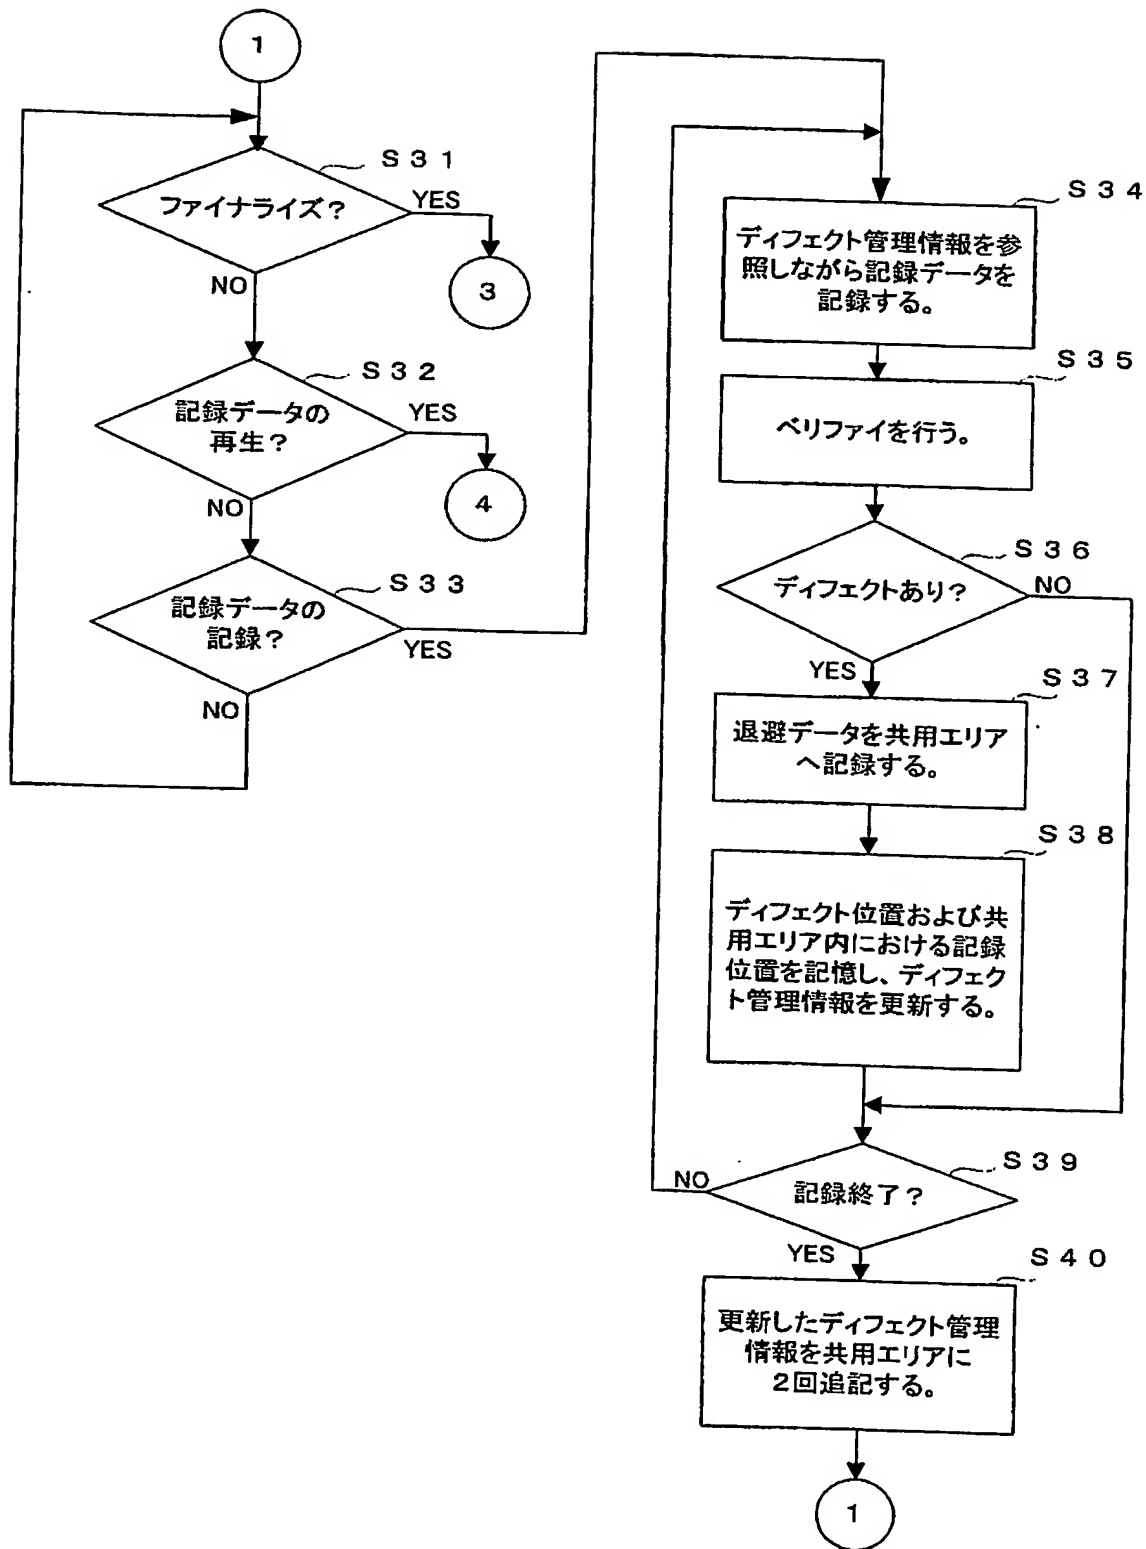 1
S31
ファイナライズ?
YES
3
NO
S32
記録データの
再生?
YES
4
NO
S33
記録データの
記録?
YES
NO
S34
ディフェクト管理情報を参
照しながら記録データを
記録する。
S35
ベリファイを行う。
S36
ディフェクトあり?
NO
YES
S37
退避データを共用エリア
へ記録する。
S38
ディフェクト位置および共
用エリア内における記録
位置を記憶し、ディフェク
ト管理情報を更新する。
S39
記録終了?
NO
YES
S40
更新したディフェクト管理
情報を共用エリアに
2回追記する。
1